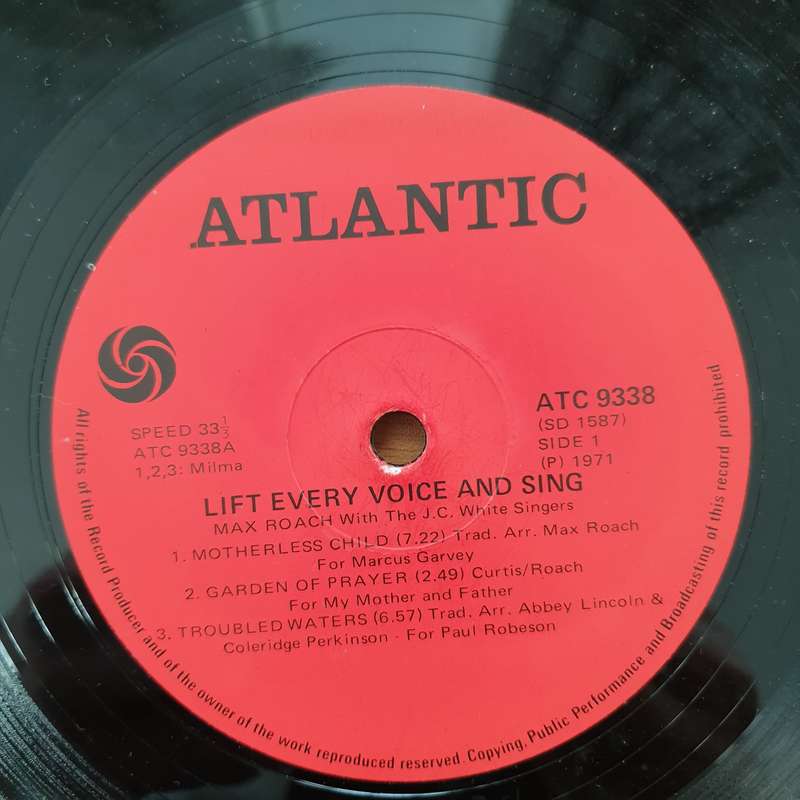 ATLANTIC
SPEED 33⅓
ATC 9338A
1,2,3: Milma
ATC 9338
(SD 1587)
SIDE 1
(P) 1971
LIFT EVERY VOICE AND SING
MAX ROACH With The J.C. White Singers
1. MOTHERLESS CHILD (7.22) Trad. Arr. Max Roach
For Marcus Garvey
2. GARDEN OF PRAYER (2.49) Curtis/Roach
For My Mother and Father
3. TROUBLED WATERS (6.57) Trad. Arr. Abbey Lincoln &
Coleridge Perkinson - For Paul Robeson
All rights of the Record Producer and of the owner of the work reproduced reserved. Copying, Public Performance and Broadcasting of this record prohibited